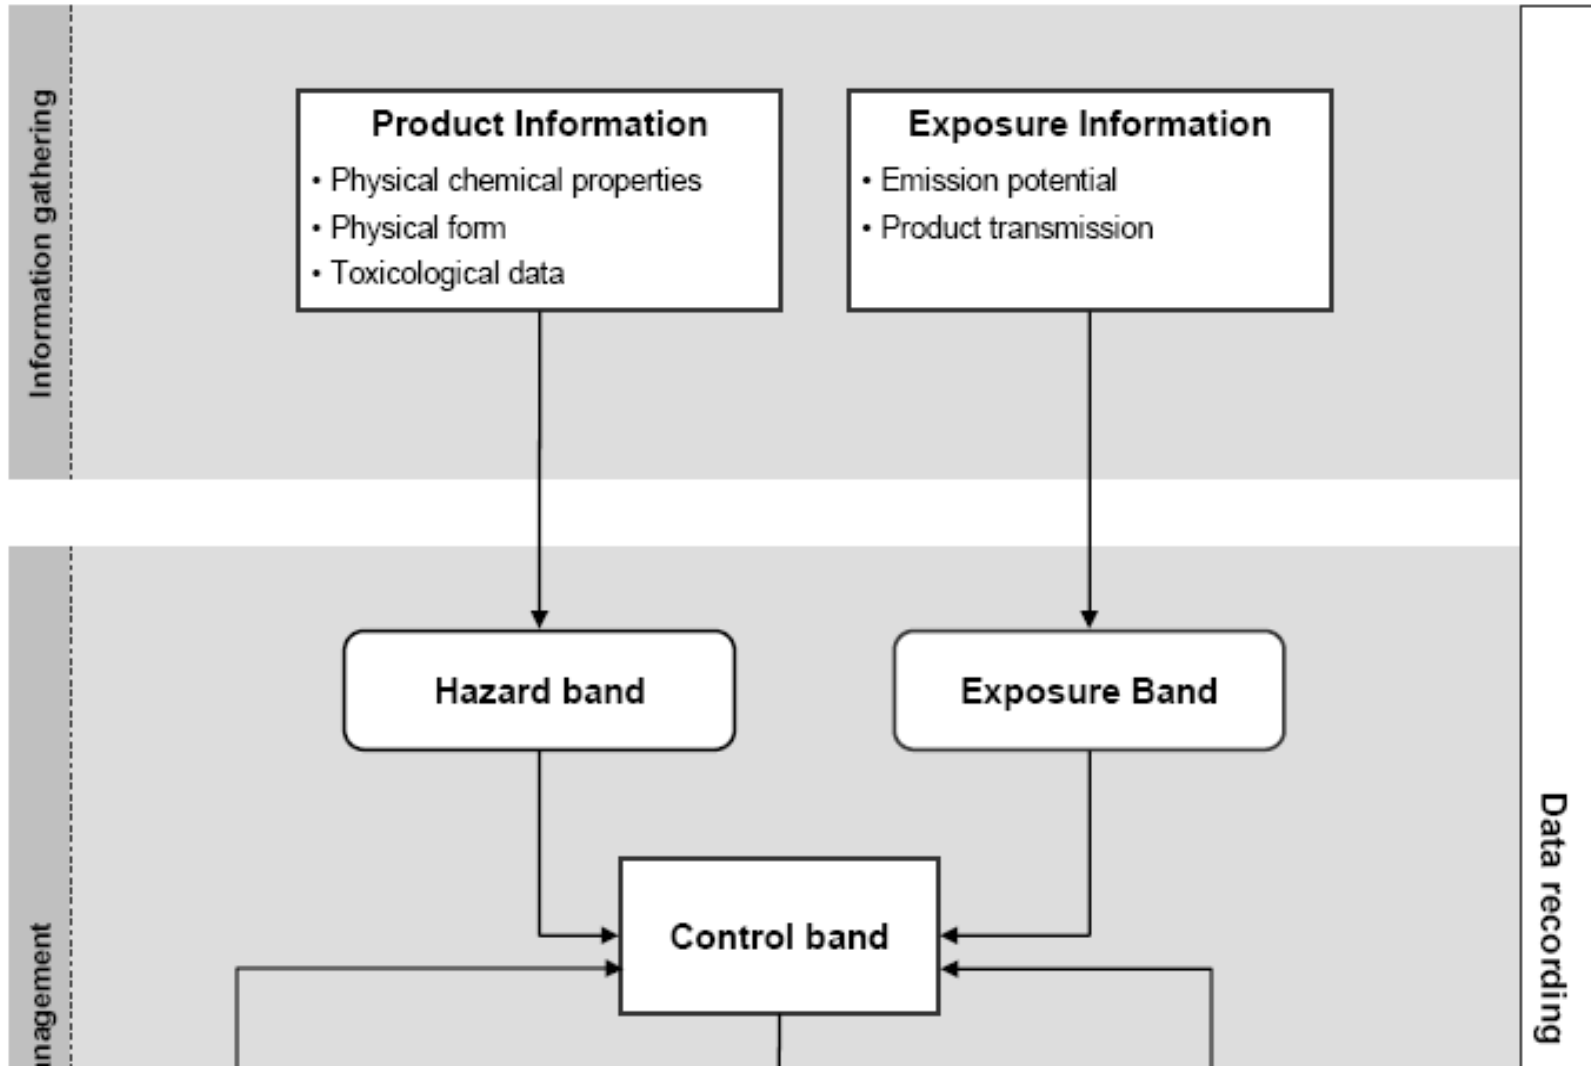 Information gathering
Product Information
• Physical chemical properties
• Physical form
• Toxicological data
Exposure Information
• Emission potential
• Product transmission
Hazard band
Exposure Band
Control band
Data recording